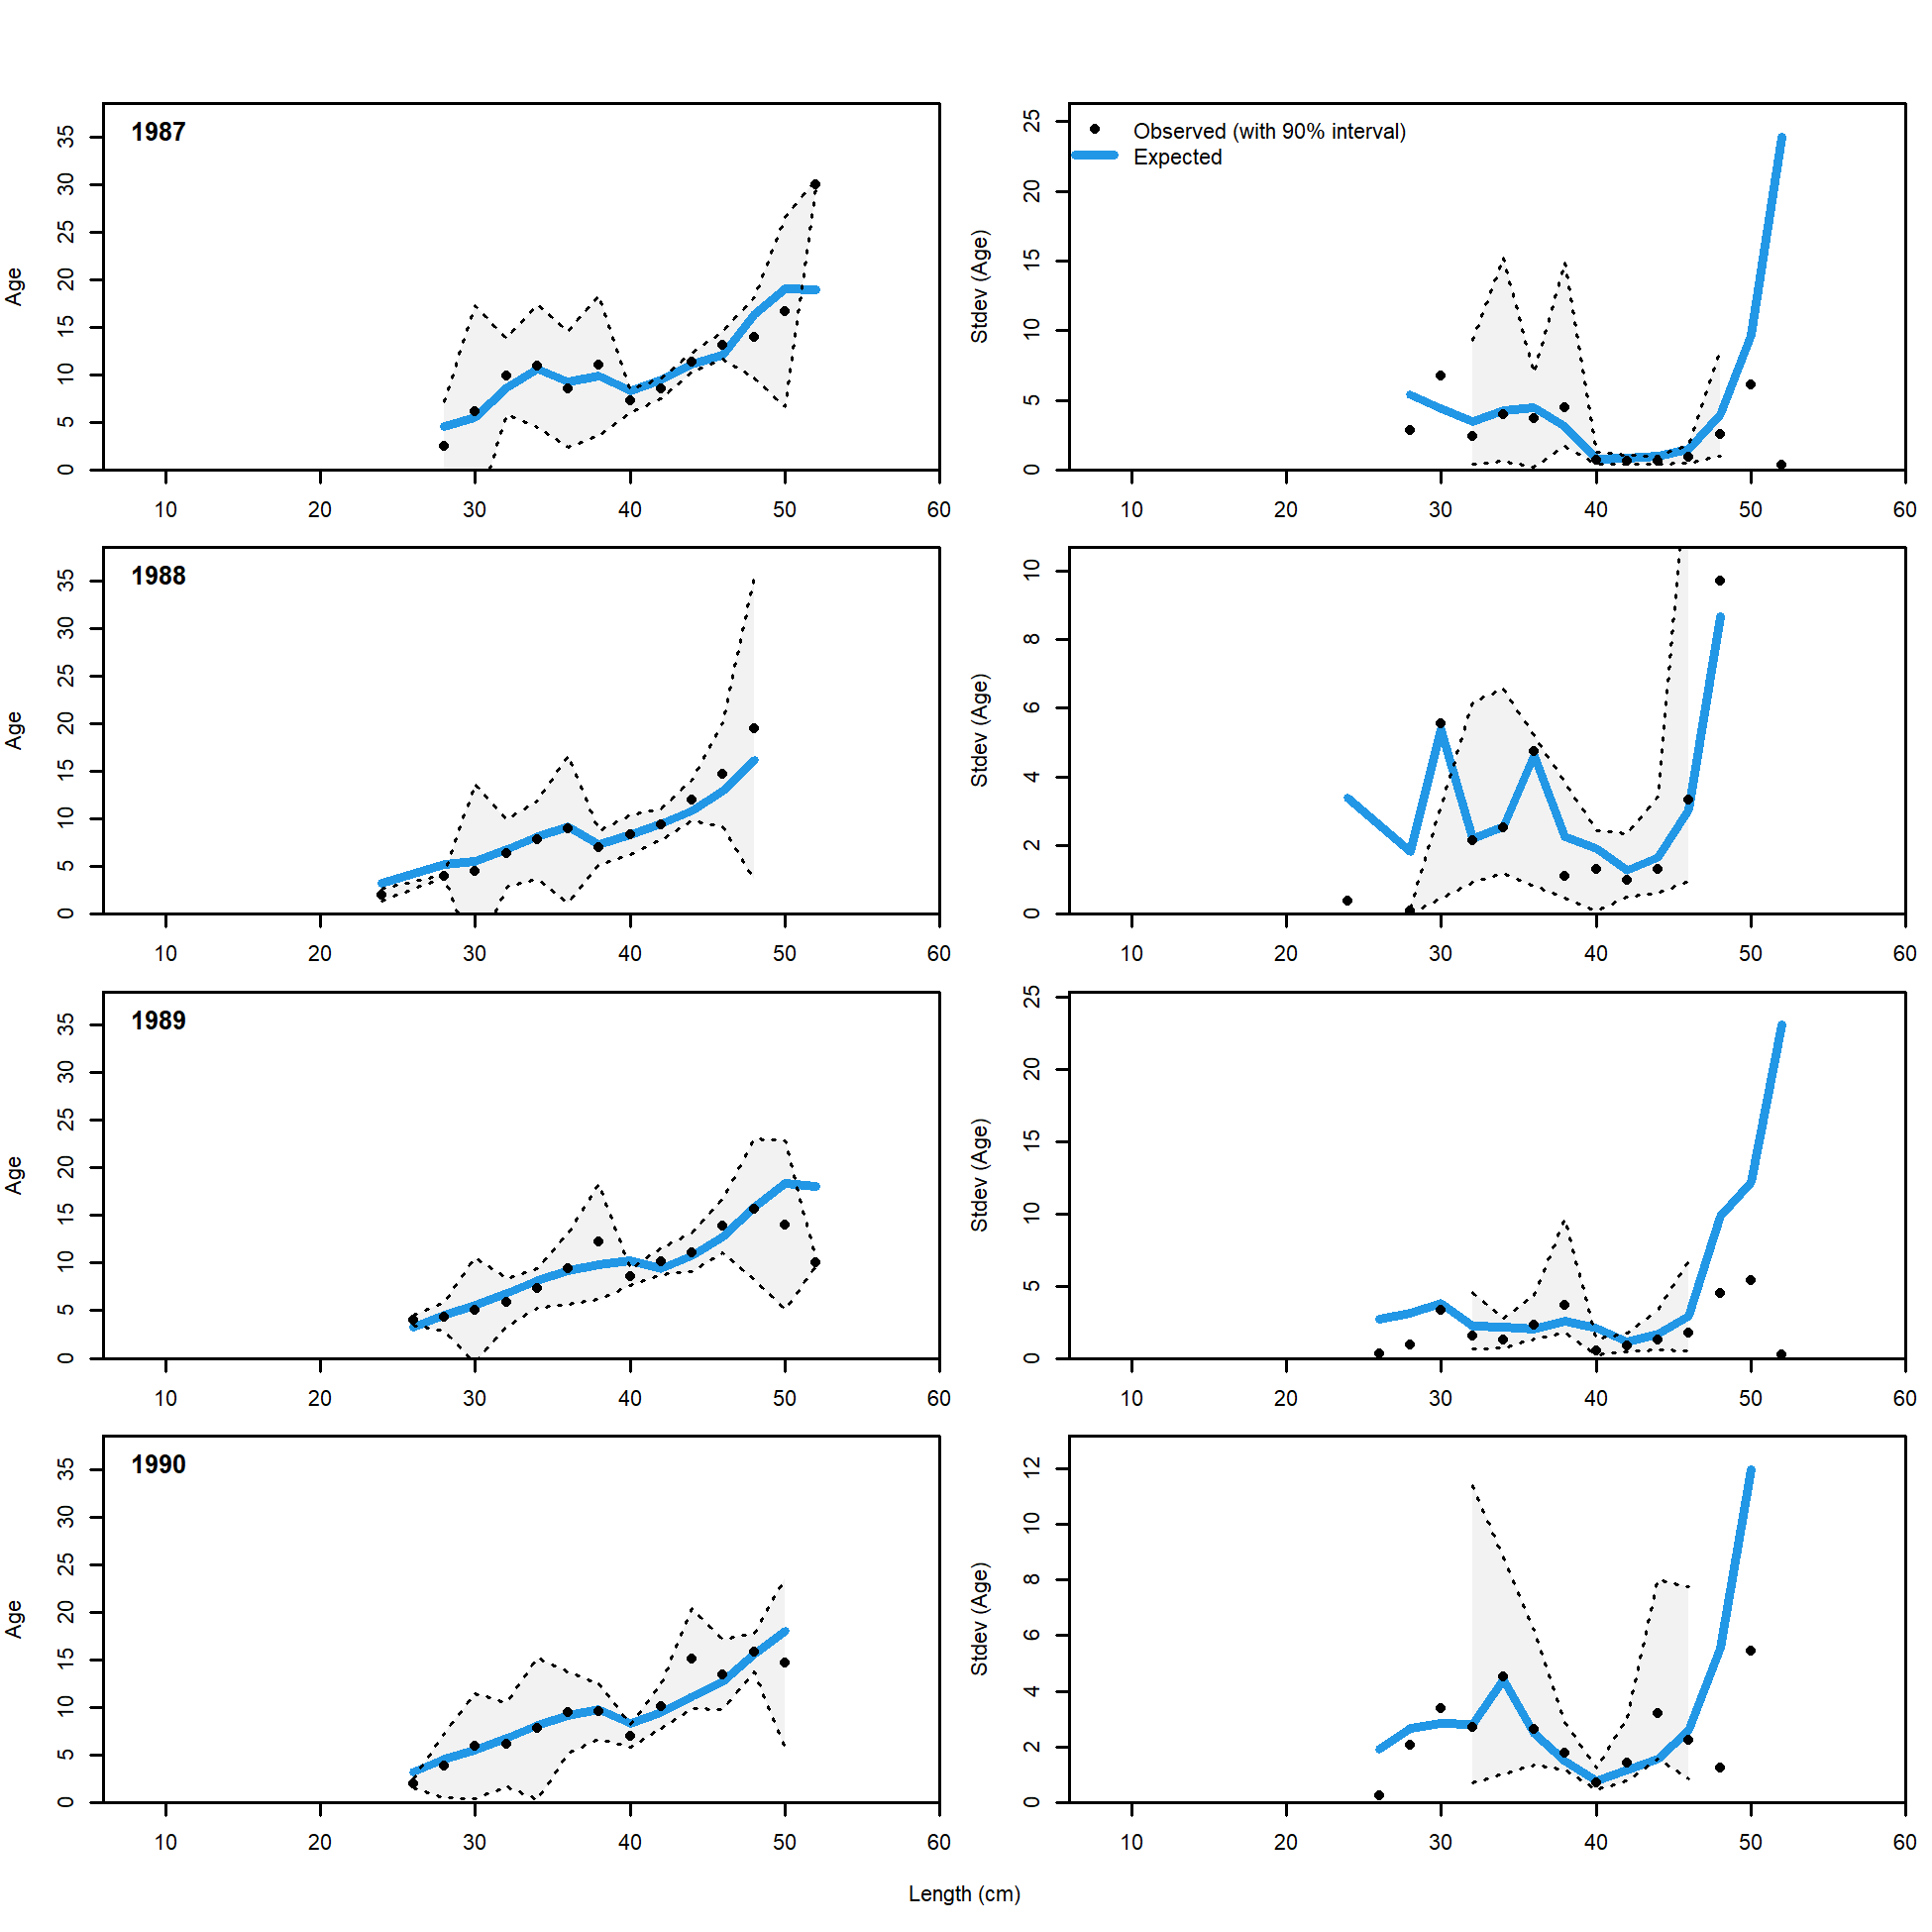 1987
Age
0 5 10 15 20 25 30 35
10 20 30 40 50 60
Observed (with 90% interval)
Expected
Stdev (Age)
0 5 10 15 20 25
10 20 30 40 50 60
1988
Age
0 5 10 15 20 25 30 35
10 20 30 40 50 60
Stdev (Age)
0 2 4 6 8 10
10 20 30 40 50 60
1989
Age
0 5 10 15 20 25 30 35
10 20 30 40 50 60
Stdev (Age)
0 5 10 15 20 25
10 20 30 40 50 60
1990
Age
0 5 10 15 20 25 30 35
10 20 30 40 50 60
Stdev (Age)
0 2 4 6 8 10 12
10 20 30 40 50 60
Length (cm)